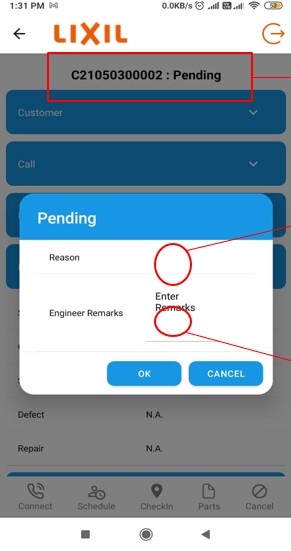 1:31 PM
0.0KB/s
52
LIXIL
C21050300002 : Pending
Customer
Call
Pending
Reason
Enter
Remarks
Engineer Remarks
OK
CANCEL
Defect
N.A.
Repair
N.A.
Connect
Schedule
CheckIn
Parts
Cancel